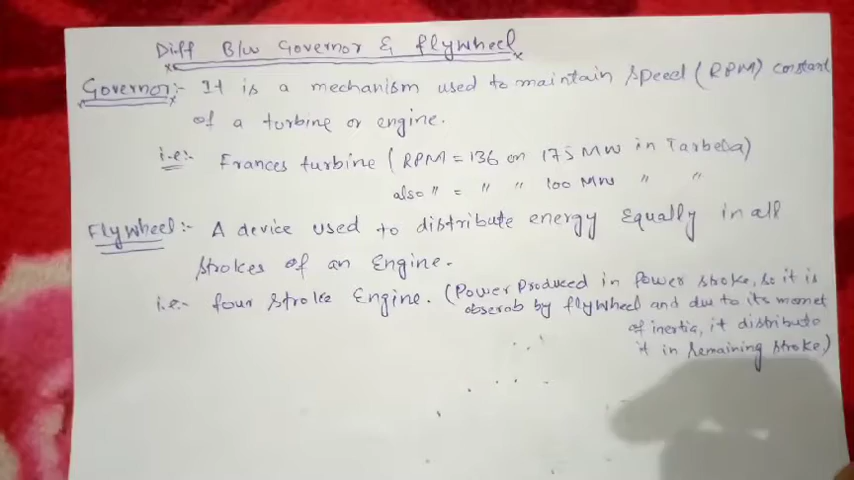 Diff B/w Governor & flywheel
Governor:- It is a mechanism used to maintain speed (RPM) constant
of a turbine or engine.
i.e:- Frances turbine (RPM = 136 on 175 MW in Tarbela)
also " = " " 100 MW " "
Flywheel:- A device used to distribute energy Equally in all
strokes of an Engine.
i.e:- four stroke Engine. (Power Produced in power stroke, so it is
obserob by flywheel and due to its momet
of inertia, it distribute
it in remaining stroke)